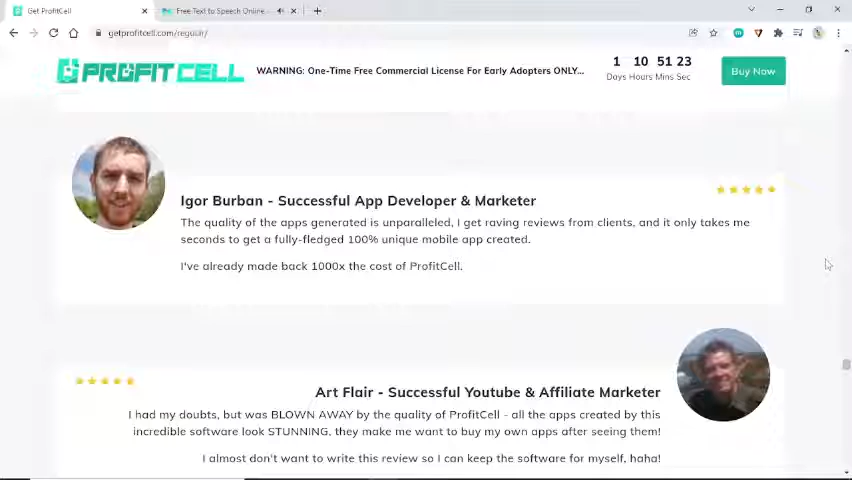 Get ProfitCell
Free Text to Speech Online -
getprofitcell.com/reguulr/
PROFIT CELL
WARNING: One-Time Free Commercial License For Early Adopters ONLY...
1 10 51 23
Days Hours Mins Sec
Buy Now
Igor Burban - Successful App Developer & Marketer
The quality of the apps generated is unparalleled, I get raving reviews from clients, and it only takes me
seconds to get a fully-fledged 100% unique mobile app created.
I've already made back 1000x the cost of ProfitCell.
Art Flair - Successful Youtube & Affiliate Marketer
I had my doubts, but was BLOWN AWAY by the quality of ProfitCell - all the apps created by this
incredible software look STUNNING, they make me want to buy my own apps after seeing them!
I almost don't want to write this review so I can keep the software for myself, haha!